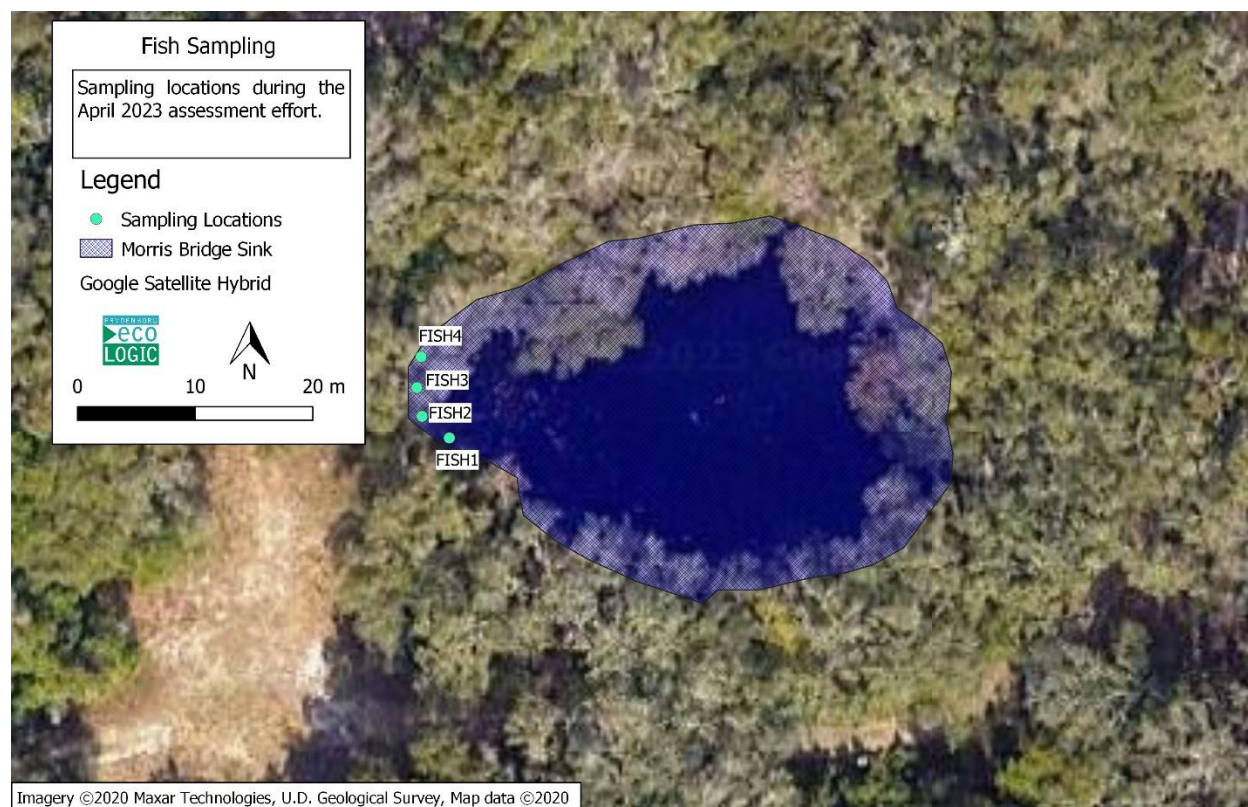 Fish Sampling
Sampling locations during the
April 2023 assessment effort.
Legend
Sampling Locations
Morris Bridge Sink
Google Satellite Hybrid
eco
LOGIC
N
0 10 20 m
FISH4
FISH3
FISH2
FISH1
Imagery ©2020 Maxar Technologies, U.D. Geological Survey, Map data ©2020